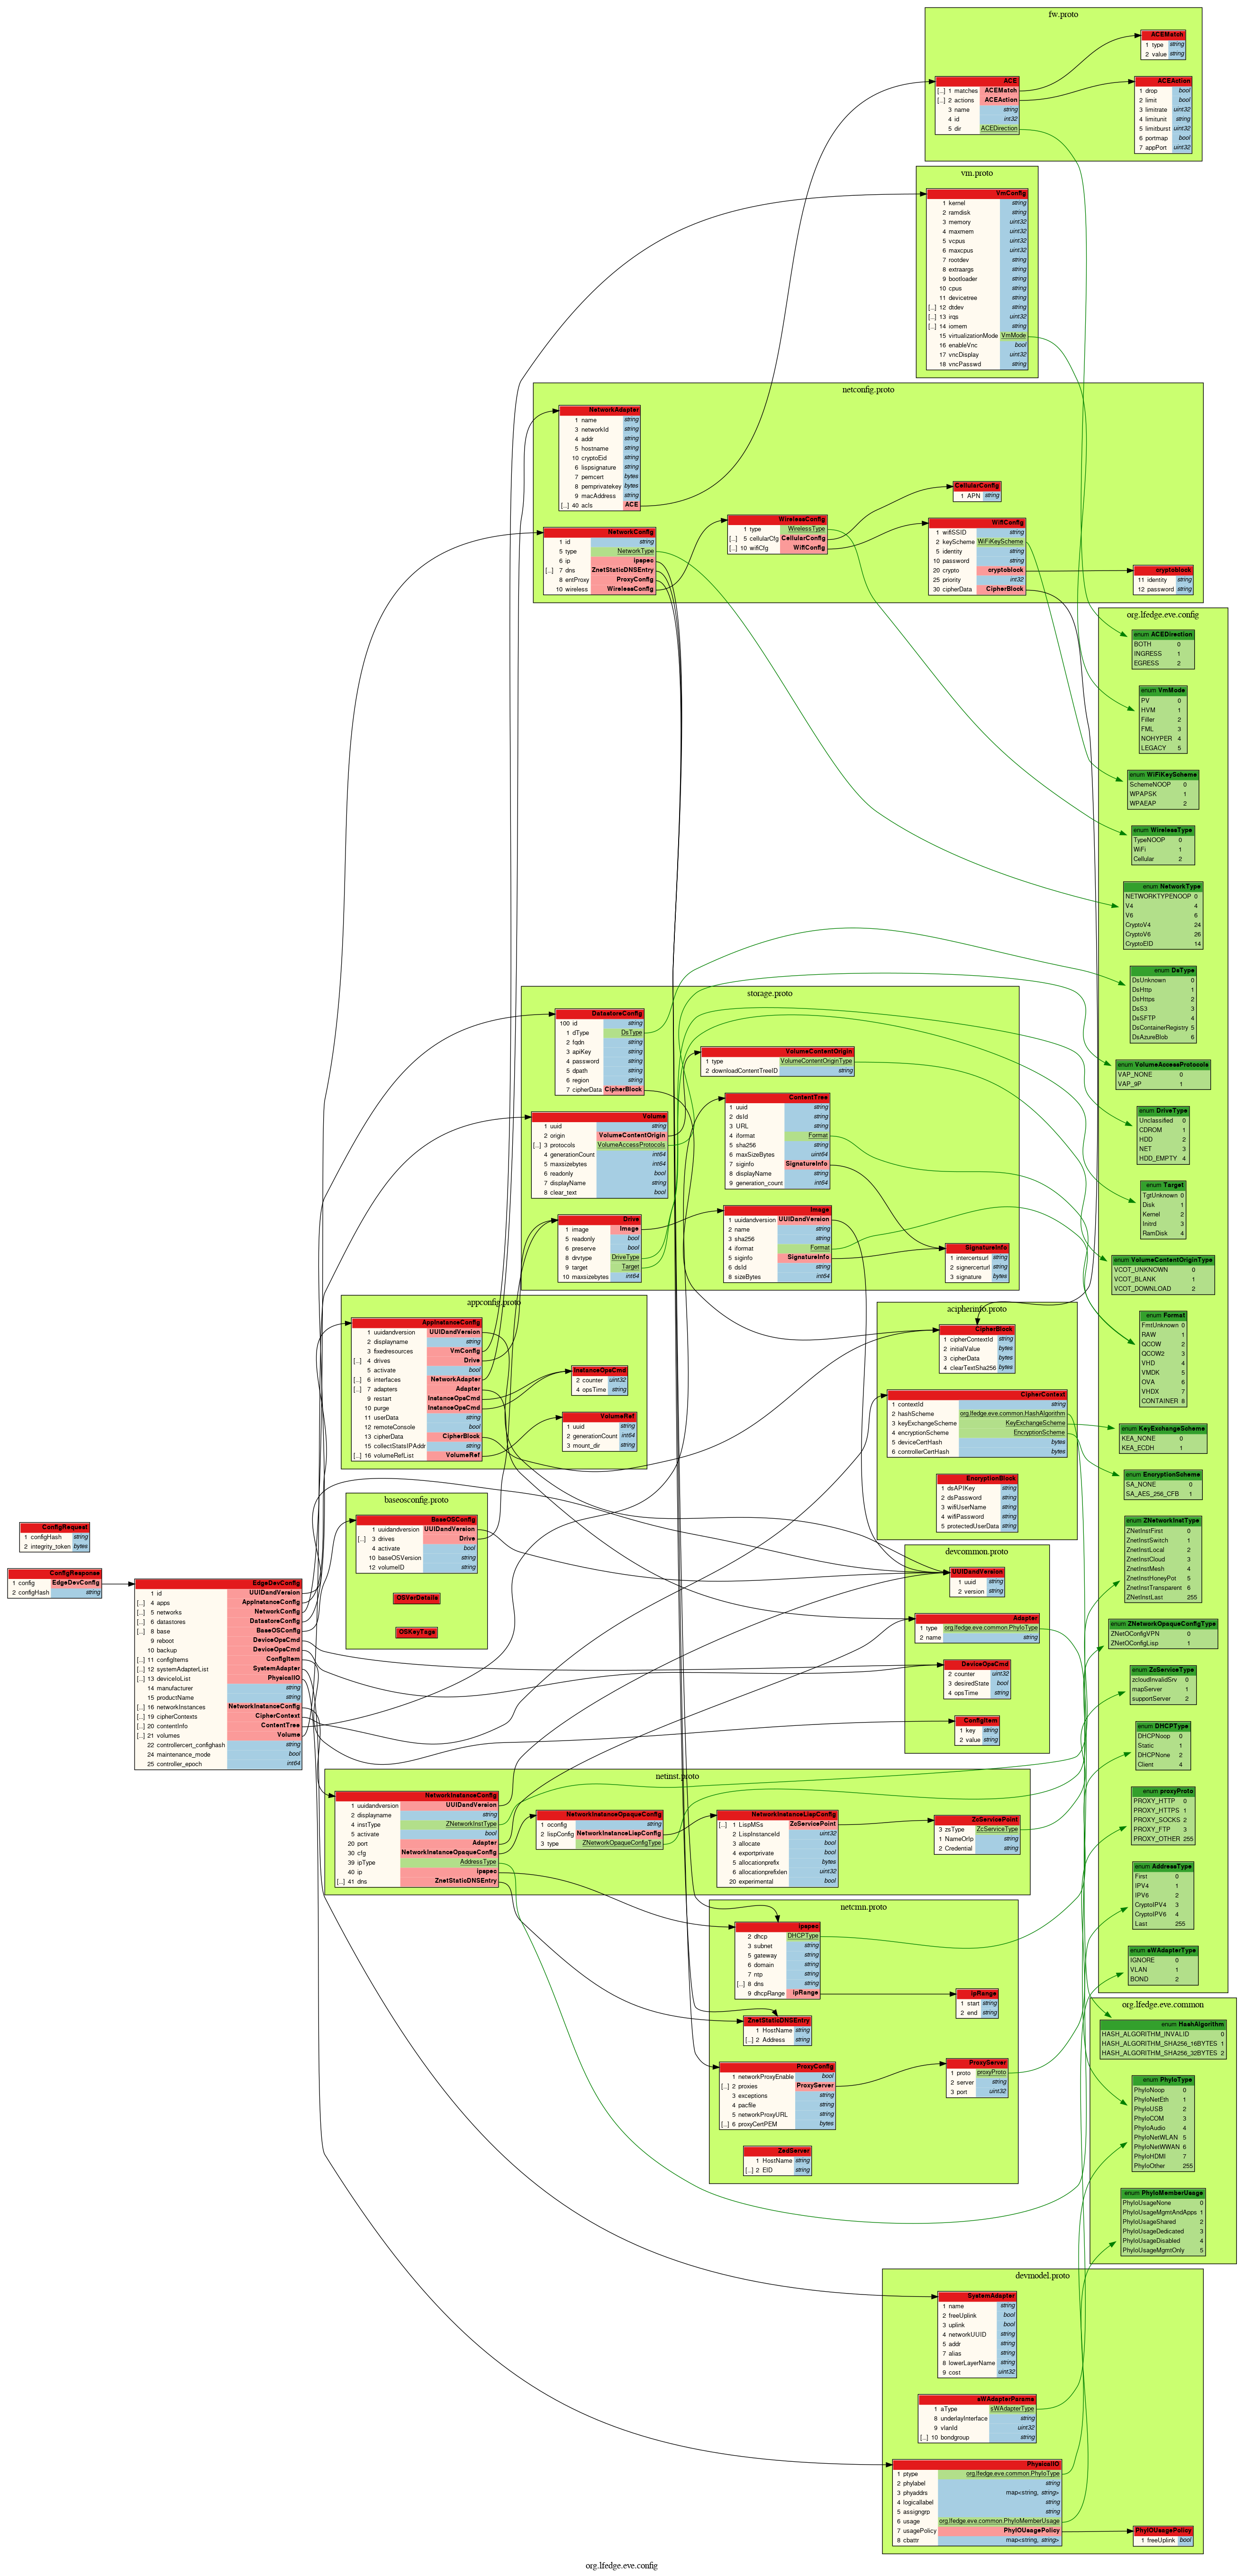 fw.proto
ACEMatch
1 type string
2 value string
ACE
[...] 1 matches ACEMatch
[...] 2 actions ACEAction
3 name string
4 id int32
5 dir ACEDirection
ACEAction
1 drop bool
2 limit bool
3 limitrate uint32
4 limitunit string
5 limitburst uint32
6 portmap bool
7 appPort uint32
vm.proto
VmConfig
1 kernel string
2 ramdisk string
3 memory uint32
4 maxmem uint32
5 vcpus uint32
6 maxcpus uint32
7 rootdev string
8 extraargs string
9 bootloader string
10 cpus string
11 devicetree string
[...] 12 dtdev string
[...] 13 irqs uint32
[...] 14 iomem string
15 virtualizationMode VmMode
16 enableVnc bool
17 vncDisplay uint32
18 vncPasswd string
netconfig.proto
NetworkAdapter
1 name string
3 networkId string
4 addr string
5 hostname string
10 cryptoEid string
6 lispsignature string
7 pemcert bytes
8 pemprivatekey bytes
9 macAddress string
[...] 40 acls ACE
NetworkConfig
1 id string
5 type NetworkType
6 ip ipspec
[...] 7 dns ZnetStaticDNSEntry
8 entProxy ProxyConfig
10 wireless WirelessConfig
WirelessConfig
1 type WirelessType
[...] 5 cellularCfg CellularConfig
[...] 10 wifiCfg WifiConfig
CellularConfig
1 APN string
WifiConfig
1 wifiSSID string
2 keyScheme WiFiKeyScheme
5 identity string
10 password string
20 crypto cryptoblock
25 priority int32
30 cipherData CipherBlock
cryptoblock
11 identity string
12 password string
org.lfedge.eve.config
enum ACEDirection
BOTH 0
INGRESS 1
EGRESS 2
enum VmMode
PV 0
HVM 1
Filler 2
FML 3
NOHYPER 4
LEGACY 5
enum WiFiKeyScheme
SchemeNOOP 0
WPAPSK 1
WPAEAP 2
enum WirelessType
TypeNOOP 0
WiFi 1
Cellular 2
enum NetworkType
NETWORKTYPENOOP 0
V4 4
V6 6
CryptoV4 24
CryptoV6 26
CryptoEID 14
enum DsType
DsUnknown 0
DsHttp 1
DsHttps 2
DsS3 3
DsSFTP 4
DsContainerRegistry 5
DsAzureBlob 6
enum VolumeAccessProtocols
VAP_NONE 0
VAP_9P 1
enum DriveType
Unclassified 0
CDROM 1
HDD 2
NET 3
HDD_EMPTY 4
enum Target
TgtUnknown 0
Disk 1
Kernel 2
Initrd 3
RamDisk 4
enum VolumeContentOriginType
VCOT_UNKNOWN 0
VCOT_BLANK 1
VCOT_DOWNLOAD 2
enum Format
FmtUnknown 0
RAW 1
QCOW 2
QCOW2 3
VHD 4
VMDK 5
OVA 6
VHDX 7
CONTAINER 8
enum KeyExchangeScheme
KEA_NONE 0
KEA_ECDH 1
enum EncryptionScheme
SA_NONE 0
SA_AES_256_CFB 1
enum ZNetworkInstType
ZNetInstFirst 0
ZnetInstSwitch 1
ZnetInstLocal 2
ZnetInstCloud 3
ZnetInstMesh 4
ZnetInstHoneyPot 5
ZnetInstTransparent 6
ZNetInstLast 255
enum ZNetworkOpaqueConfigType
ZNetOConfigVPN 0
ZNetOConfigLisp 1
enum ZcServiceType
zcloudInvalidSrv 0
mapServer 1
supportServer 2
enum DHCPType
DHCPNoop 0
Static 1
DHCPNone 2
Client 4
enum proxyProto
PROXY_HTTP 0
PROXY_HTTPS 1
PROXY_SOCKS 2
PROXY_FTP 3
PROXY_OTHER 255
enum AddressType
First 0
IPV4 1
IPV6 2
CryptoIPV4 3
CryptoIPV6 4
Last 255
enum sWAdapterType
IGNORE 0
VLAN 1
BOND 2
storage.proto
DatastoreConfig
100 id string
1 dType DsType
2 fqdn string
3 apiKey string
4 password string
5 dpath string
6 region string
7 cipherData CipherBlock
Volume
1 uuid string
2 origin VolumeContentOrigin
[...] 3 protocols VolumeAccessProtocols
4 generationCount int64
5 maxsizebytes int64
6 readonly bool
7 displayName string
8 clear_text bool
Drive
1 image Image
5 readonly bool
6 preserve bool
8 drvtype DriveType
9 target Target
10 maxsizebytes int64
VolumeContentOrigin
1 type VolumeContentOriginType
2 downloadContentTreeID string
ContentTree
1 uuid string
2 dsId string
3 URL string
4 iformat Format
5 sha256 string
6 maxSizeBytes uint64
7 siginfo SignatureInfo
8 displayName string
9 generation_count int64
Image
1 uuidandversion UUIDandVersion
2 name string
3 sha256 string
4 iformat Format
5 siginfo SignatureInfo
6 dsId string
8 sizeBytes int64
SignatureInfo
1 intercertsurl string
2 signercerturl string
3 signature bytes
appconfig.proto
AppInstanceConfig
1 uuidandversion UUIDandVersion
2 displayname string
3 fixedresources VmConfig
[...] 4 drives Drive
5 activate bool
[...] 6 interfaces NetworkAdapter
[...] 7 adapters Adapter
9 restart InstanceOpsCmd
10 purge InstanceOpsCmd
11 userData string
12 remoteConsole bool
13 cipherData CipherBlock
15 collectStatsIPAddr string
[...] 16 volumeRefList VolumeRef
InstanceOpsCmd
2 counter uint32
4 opsTime string
VolumeRef
1 uuid string
2 generationCount int64
3 mount_dir string
acipherinfo.proto
CipherBlock
1 cipherContextId string
2 initialValue bytes
3 cipherData bytes
4 clearTextSha256 bytes
CipherContext
1 contextId string
2 hashScheme org.lfedge.eve.common.HashAlgorithm
3 keyExchangeScheme KeyExchangeScheme
4 encryptionScheme EncryptionScheme
5 deviceCertHash bytes
6 controllerCertHash bytes
EncryptionBlock
1 dsAPIKey string
2 dsPassword string
3 wifiUserName string
4 wifiPassword string
5 protectedUserData string
baseosconfig.proto
BaseOSConfig
1 uuidandversion UUIDandVersion
[...] 3 drives Drive
4 activate bool
10 baseOSVersion string
12 volumeID string
OSVerDetails
OSKeyTags
ConfigRequest
1 configHash string
2 integrity_token bytes
ConfigResponse
1 config EdgeDevConfig
2 configHash string
EdgeDevConfig
1 id UUIDandVersion
[...] 4 apps AppInstanceConfig
[...] 5 networks NetworkConfig
[...] 6 datastores DatastoreConfig
[...] 8 base BaseOSConfig
9 reboot DeviceOpsCmd
10 backup DeviceOpsCmd
[...] 11 configItems ConfigItem
[...] 12 systemAdapterList SystemAdapter
[...] 13 deviceIoList PhysicalIO
14 manufacturer string
15 productName string
[...] 16 networkInstances NetworkInstanceConfig
[...] 19 cipherContexts CipherContext
[...] 20 contentInfo ContentTree
[...] 21 volumes Volume
22 controllercert_confighash string
24 maintenance_mode bool
25 controller_epoch int64
devcommon.proto
UUIDandVersion
1 uuid string
2 version string
Adapter
1 type org.lfedge.eve.common.PhyIoType
2 name string
DeviceOpsCmd
2 counter uint32
3 desiredState bool
4 opsTime string
ConfigItem
1 key string
2 value string
netinst.proto
NetworkInstanceConfig
1 uuidandversion UUIDandVersion
2 displayname string
4 instType ZNetworkInstType
5 activate bool
20 port Adapter
30 cfg NetworkInstanceOpaqueConfig
39 ipType AddressType
40 ip ipspec
[...] 41 dns ZnetStaticDNSEntry
NetworkInstanceOpaqueConfig
1 oconfig string
2 lispConfig NetworkInstanceLispConfig
3 type ZNetworkOpaqueConfigType
NetworkInstanceLispConfig
[...] 1 LispMSs ZcServicePoint
2 LispInstanceId uint32
3 allocate bool
4 exportprivate bool
5 allocationprefix bytes
6 allocationprefixlen uint32
20 experimental bool
ZcServicePoint
3 zsType ZcServiceType
1 NameOrIp string
2 Credential string
netcmn.proto
ipspec
2 dhcp DHCPType
3 subnet string
5 gateway string
6 domain string
7 ntp string
[...] 8 dns string
9 dhcpRange ipRange
ipRange
1 start string
2 end string
ZnetStaticDNSEntry
1 HostName string
[...] 2 Address string
ProxyConfig
1 networkProxyEnable bool
[...] 2 proxies ProxyServer
3 exceptions string
4 pacfile string
5 networkProxyURL string
[...] 6 proxyCertPEM bytes
ProxyServer
1 proto proxyProto
2 server string
3 port uint32
ZedServer
1 HostName string
[...] 2 EID string
org.lfedge.eve.common
enum HashAlgorithm
HASH_ALGORITHM_INVALID 0
HASH_ALGORITHM_SHA256_16BYTES 1
HASH_ALGORITHM_SHA256_32BYTES 2
enum PhyIoType
PhyIoNoop 0
PhyIoNetEth 1
PhyIoUSB 2
PhyIoCOM 3
PhyIoAudio 4
PhyIoNetWLAN 5
PhyIoNetWWAN 6
PhyIoHDMI 7
PhyIoOther 255
enum PhyIoMemberUsage
PhyIoUsageNone 0
PhyIoUsageMgmtAndApps 1
PhyIoUsageShared 2
PhyIoUsageDedicated 3
PhyIoUsageDisabled 4
PhyIoUsageMgmtOnly 5
devmodel.proto
SystemAdapter
1 name string
2 freeUplink bool
3 uplink bool
4 networkUUID string
5 addr string
7 alias string
8 lowerLayerName string
9 cost uint32
sWAdapterParams
1 aType sWAdapterType
8 underlayInterface string
9 vlanId uint32
[...] 10 bondgroup string
PhysicalIO
1 ptype org.lfedge.eve.common.PhyIoType
2 phylabel string
3 phyaddrs map<string, string>
4 logicallabel string
5 assigngrp string
6 usage org.lfedge.eve.common.PhyIoMemberUsage
7 usagePolicy PhyIOUsagePolicy
8 cbattr map<string, string>
PhyIOUsagePolicy
1 freeUplink bool
org.lfedge.eve.config